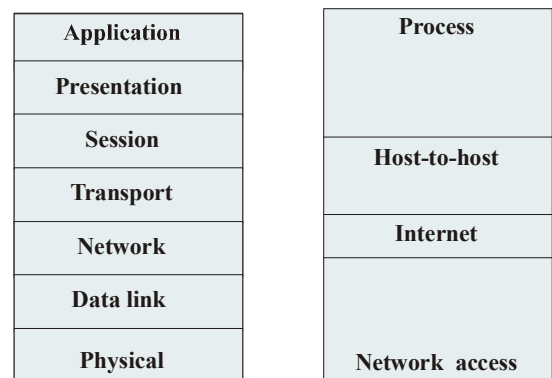 Application
Presentation
Session
Transport
Network
Data link
Physical
Process
Host-to-host
Internet
Network access